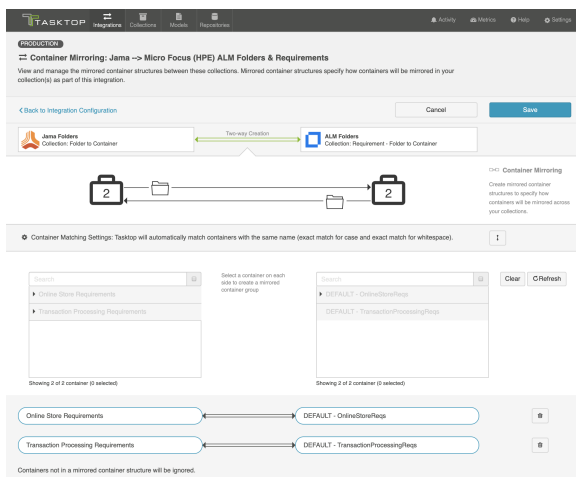 TASKTOP
Integrations
Collections
Models
Repositories
Activity
Metrics
Help
Settings
PRODUCTION
Container Mirroring: Jama --> Micro Focus (HPE) ALM Folders & Requirements
View and manage the mirrored container structures between these collections. Mirrored container structures specify how containers will be mirrored in your
collection(s) as part of this integration.
Back to Integration Configuration
Cancel
Save
Jama Folders
Collection: Folder to Container
Two-way Creation
ALM Folders
Collection: Requirement - Folder to Container
2
2
Container Mirroring
Create mirrored container
structures to specify how
containers will be mirrored across
your collections.
Container Matching Settings: Tasktop will automatically match containers with the same name (exact match for case and exact match for whitespace).
Search
Online Store Requirements
Transaction Processing Requirements
Showing 2 of 2 container (0 selected)
Select a container on each
side to create a mirrored
container group
Search
DEFAULT - OnlineStoreReqs
DEFAULT - TransactionProcessingReqs
Showing 2 of 2 container (0 selected)
Clear
Refresh
Online Store Requirements
DEFAULT - OnlineStoreReqs
Transaction Processing Requirements
DEFAULT - TransactionProcessingReqs
Containers not in a mirrored container structure will be ignored.